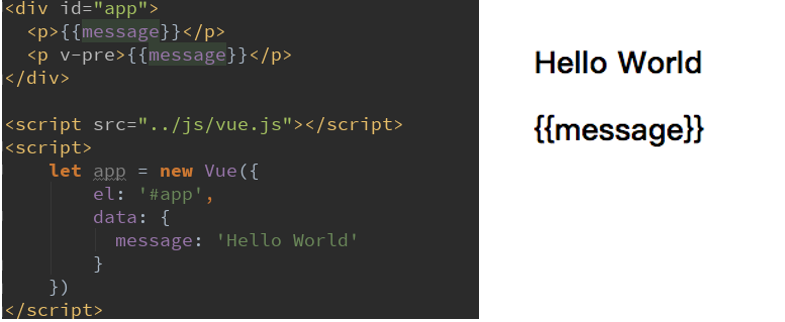 <div id="app">
  <p>{{message}}</p>
  <p v-pre>{{message}}</p>
</div>

<script src="../js/vue.js"></script>
<script>
    let app = new Vue({
        el: '#app',
        data: {
          message: 'Hello World'
        }
    })
</script>
Hello World
{{message}}